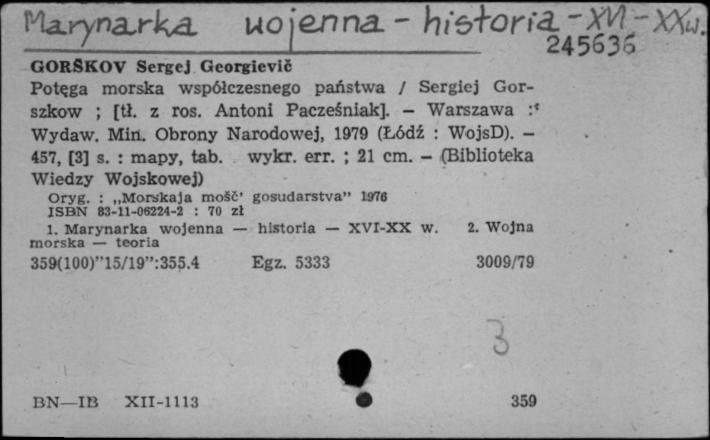 Marynarka wojenna - historia - XVI - XXw.
245636
GORŠKOV Sergej Georgievič
Potęga morska współczesnego państwa / Sergiej Gor-
szkow ; [tł. z ros. Antoni Pacześniak]. — Warszawa :
Wydaw. Min. Obrony Narodowej, 1979 (Łódź : WojsD). —
457, [3] s. : mapy, tab. wykr. err. ; 21 cm. — (Biblioteka
Wiedzy Wojskowej)
Oryg. : „Morskaja mošč' gosudarstva” 1976
ISBN 83-11-06224-2 : 70 zł
1. Marynarka wojenna — historia — XVI-XX w. 2. Wojna
morska — teoria
359(100)”15/19”:355.4 Egz. 5333 3009/79
3
BN—IB XII-1113 359